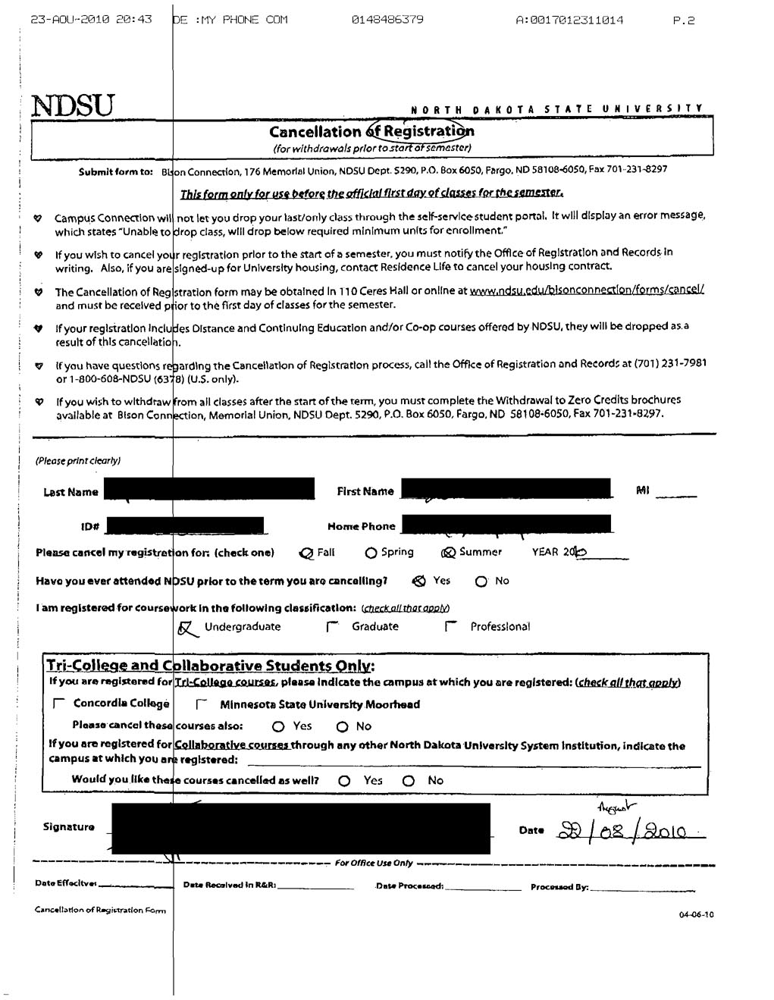 23-AOU-2010 20:43 DE :MY PHONE COM 0148486379 A:0017012311014 P.2
NDSU
NORTH DAKOTA STATE UNIVERSITY
Cancellation of Registration
(for withdrawals prior to start of semester)
Submit form to: Bison Connection, 176 Memorial Union, NDSU Dept. 5290, P.O. Box 6050, Fargo, ND 58108-6050, Fax 701-231-8297
This form only for use before the official first day of classes for the semester.
Campus Connection will not let you drop your last/only class through the self-service student portal. It will display an error message,
which states "Unable to drop class, will drop below required minimum units for enrollment."
If you wish to cancel your registration prior to the start of a semester, you must notify the Office of Registration and Records in
writing. Also, if you are signed-up for University housing, contact Residence Life to cancel your housing contract.
The Cancellation of Registration form may be obtained in 110 Ceres Hall or online at www.ndsu.edu/bisonconnection/forms/cancel/
and must be received prior to the first day of classes for the semester.
If your registration includes Distance and Continuing Education and/or Co-op courses offered by NDSU, they will be dropped as a
result of this cancellation.
If you have questions regarding the Cancellation of Registration process, call the Office of Registration and Records at (701) 231-7981
or 1-800-608-NDSU (6378) (U.S. only).
If you wish to withdraw from all classes after the start of the term, you must complete the Withdrawal to Zero Credits brochures
available at Bison Connection, Memorial Union, NDSU Dept. 5290, P.O. Box 6050, Fargo, ND 58108-6050, Fax 701-231-8297.
(Please print clearly)
Last Name First Name MI
ID# Home Phone
Please cancel my registration for: (check one) Fall Spring Summer YEAR 2010
Have you ever attended NDSU prior to the term you are cancelling? Yes No
I am registered for coursework in the following classification: (check all that apply)
Undergraduate Graduate Professional
Tri-College and Collaborative Students Only:
If you are registered for Tri-College courses, please indicate the campus at which you are registered: (check all that apply)
Concordia College Minnesota State University Moorhead
Please cancel these courses also: Yes No
If you are registered for Collaborative courses through any other North Dakota University System Institution, indicate the
campus at which you are registered:
Would you like these courses cancelled as well? Yes No
August
Signature Date 22/08/2010
For Office Use Only
Date Effecitve: Date Received in R&R: Date Processed: Processed By:
Cancellation of Registration Form 04-06-10